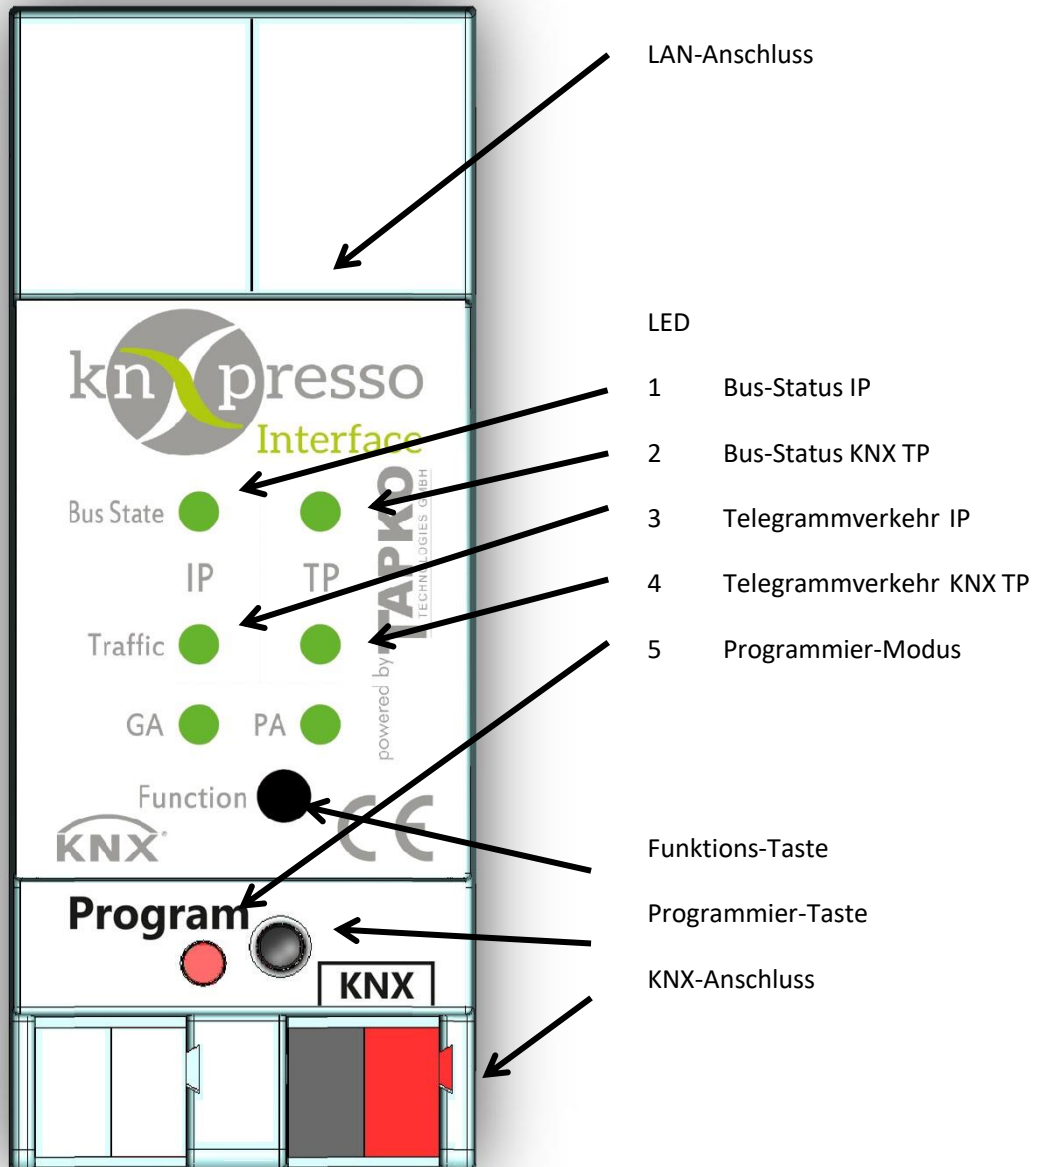 LAN-Anschluss
knXpresso
Interface
Bus State
IP TP
Traffic
GA PA
Function
powered by TAPKO
TECHNOLOGIES GMBH
KNX®
CE
Program
KNX
LED
1 Bus-Status IP
2 Bus-Status KNX TP
3 Telegrammverkehr IP
4 Telegrammverkehr KNX TP
5 Programmier-Modus
Funktions-Taste
Programmier-Taste
KNX-Anschluss